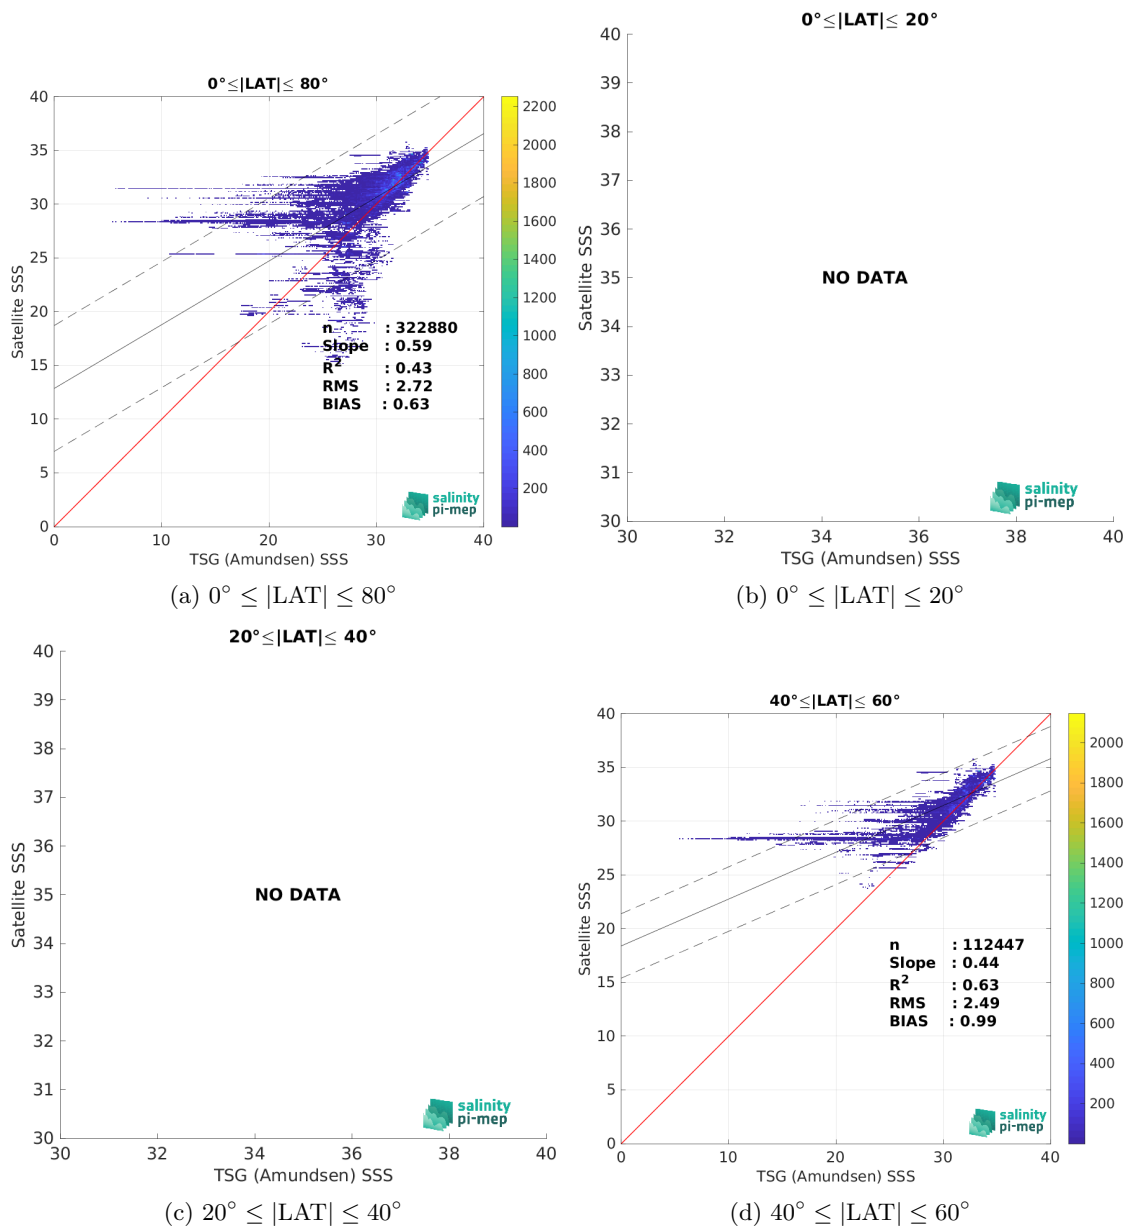 0°≤|LAT|≤ 80°
40
35
30
25
20
15
10
5
0
0
10
20
30
40
Satellite SSS
TSG (Amundsen) SSS
n : 322880
Slope : 0.59
R² : 0.43
RMS : 2.72
BIAS : 0.63
2200
2000
1800
1600
1400
1200
1000
800
600
400
200
salinity
pi-mep
(a) 0° ≤ |LAT| ≤ 80°
0°≤|LAT|≤ 20°
40
39
38
37
36
35
34
33
32
31
30
30
32
34
36
38
40
Satellite SSS
NO DATA
TSG (Amundsen) SSS
salinity
pi-mep
(b) 0° ≤ |LAT| ≤ 20°
20°≤|LAT|≤ 40°
40
39
38
37
36
35
34
33
32
31
30
30
32
34
36
38
40
Satellite SSS
NO DATA
TSG (Amundsen) SSS
salinity
pi-mep
(c) 20° ≤ |LAT| ≤ 40°
40°≤|LAT|≤ 60°
40
35
30
25
20
15
10
5
0
0
10
20
30
40
Satellite SSS
TSG (Amundsen) SSS
n : 112447
Slope : 0.44
R² : 0.63
RMS : 2.49
BIAS : 0.99
2000
1800
1600
1400
1200
1000
800
600
400
200
salinity
pi-mep
(d) 40° ≤ |LAT| ≤ 60°